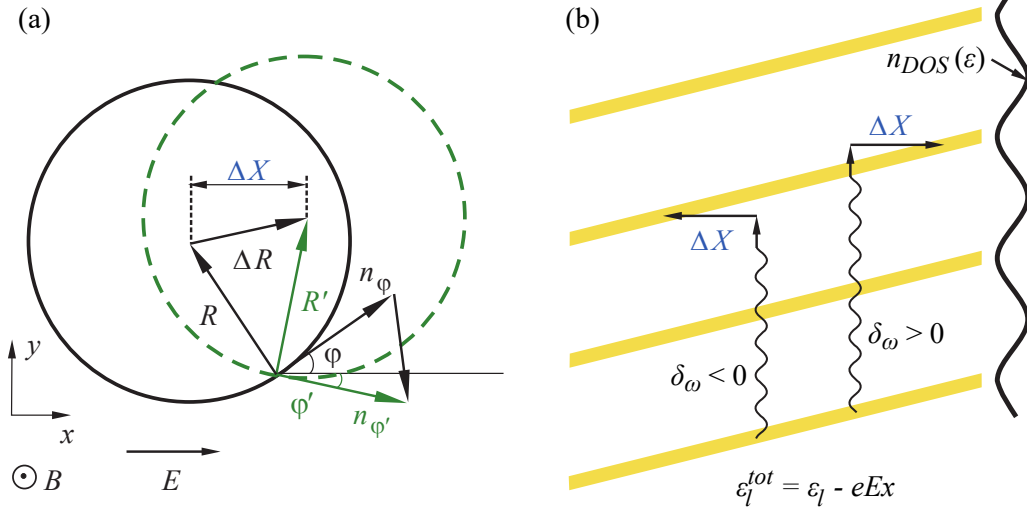 (a)
ΔX
ΔR
R
R'
n_φ
φ
φ'
n_φ'
y
x
B
E
(b)
n_DOS(ε)
ΔX
ΔX
δ_ω < 0
δ_ω > 0
ε_l^tot = ε_l - eEx